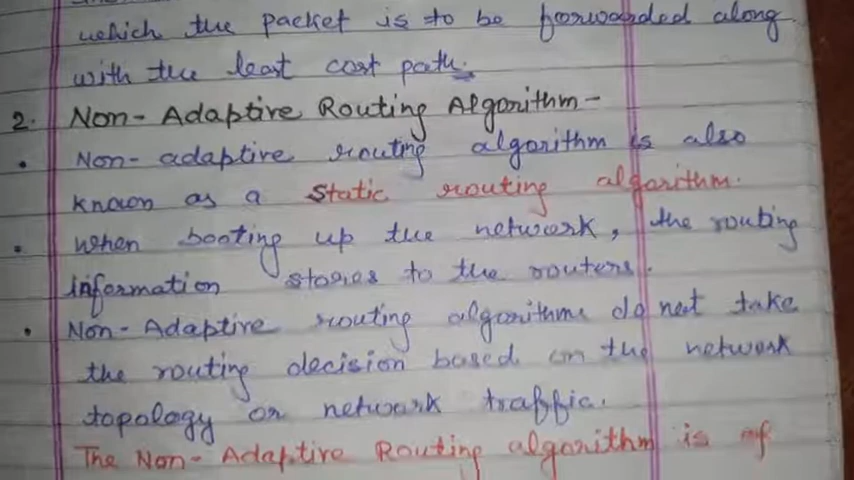 which the packet is to be forwarded along
with the least cost path.
2. Non-Adaptive Routing Algorithm-
• Non-adaptive routing algorithm is also
known as a static routing algorithm.
• when booting up the network, the routing
information stores to the routers.
• Non-Adaptive routing algorithms do not take
the routing decision based on the network
topology or network traffic.
The Non-Adaptive Routing algorithm is of